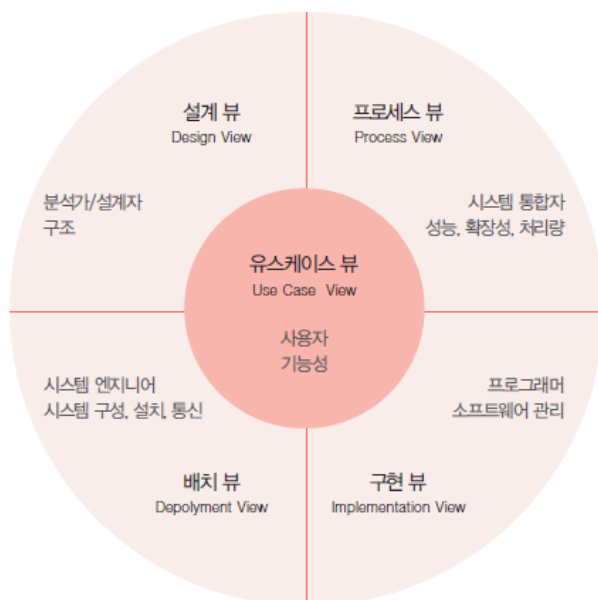 설계 뷰
Design View
프로세스 뷰
Process View
분석가/설계자
구조
시스템 통합자
성능, 확장성, 처리량
유스케이스 뷰
Use Case View
사용자
기능성
시스템 엔지니어
시스템 구성, 설치, 통신
프로그래머
소프트웨어 관리
배치 뷰
Depolyment View
구현 뷰
Implementation View